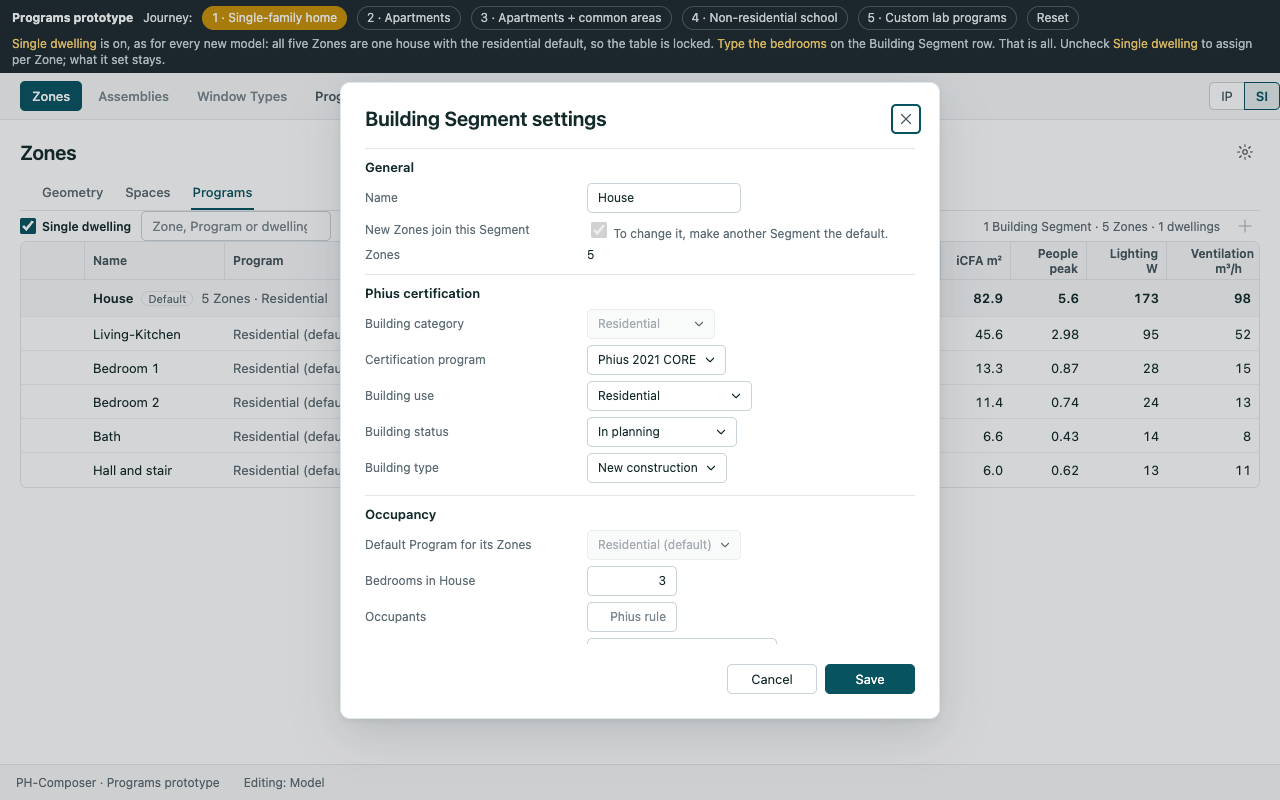 Programs prototype Journey: 1 · Single-family home 2 · Apartments 3 · Apartments + common areas 4 · Non-residential school 5 · Custom lab programs Reset
Single dwelling is on, as for every new model: all five Zones are one house with the residential default, so the table is locked. Type the bedrooms on the Building Segment row. That is all. Uncheck Single dwelling to assign
per Zone; what it set stays.
Zones Assemblies Window Types IP SI
Zones
Geometry Spaces Programs
Single dwelling Zone, Program or dwelling 1 Building Segment · 5 Zones · 1 dwellings
Name Program iCFA m² People peak Lighting W Ventilation m³/h
House Default 5 Zones · Residential 82.9 5.6 173 98
Living-Kitchen Residential 45.6 2.98 95 52
Bedroom 1 Residential 13.3 0.87 28 15
Bedroom 2 Residential 11.4 0.74 24 13
Bath Residential 6.6 0.43 14 8
Hall and stair Residential 6.0 0.62 13 11
Building Segment settings
General
Name House
New Zones join this Segment To change it, make another Segment the default.
Zones 5
Phius certification
Building category Residential
Certification program Phius 2021 CORE
Building use Residential
Building status In planning
Building type New construction
Occupancy
Default Program for its Zones Residential (default)
Bedrooms in House 3
Occupants Phius rule
Cancel Save
PH-Composer · Programs prototype Editing: Model